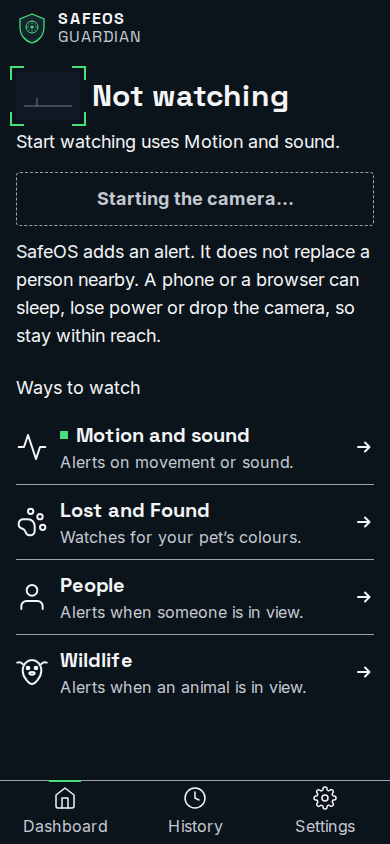 SAFEOS
GUARDIAN
Not watching
Start watching uses Motion and sound.
Starting the camera…
SafeOS adds an alert. It does not replace a
person nearby. A phone or a browser can
sleep, lose power or drop the camera, so
stay within reach.
Ways to watch
Motion and sound
Alerts on movement or sound.
Lost and Found
Watches for your pet’s colours.
People
Alerts when someone is in view.
Wildlife
Alerts when an animal is in view.
Dashboard
History
Settings